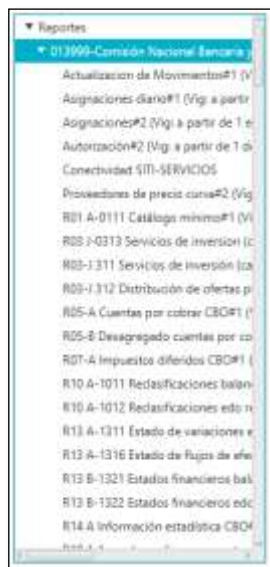 Reportes
013999-Comisión Nacional Bancaria y
Actualizacion de Movimientos#1 (V
Asignaciones diario#1 (Vig: a partir
Asignaciones#2 (Vig: a partir de 1 e
Autorización#2 (Vig: a partir de 1 de
Conectividad SITI-SERVICIOS
Proveedores de precio curva#2 (Vig
R01 A-0111 Catálogo mínimo#1 (Vi
R03 J-0313 Servicios de inversion (c
R03-J 311 Servicios de inversión (ca
R03-J 312 Distribución de ofertas p
R05-A Cuentas por cobrar CBO#1 (
R05-B Desagregado cuentas por co
R07-A Impuestos diferidos CBO#1 (
R10 A-1011 Reclasificaciones balan
R10 A-1012 Reclasificaciones edo r
R13 A-1311 Estado de variaciones e
R13 A-1316 Estado de flujos de efe
R13 B-1321 Estados financieros bal
R13 B-1322 Estados financieros edo
R14 A Información estadística CBO#